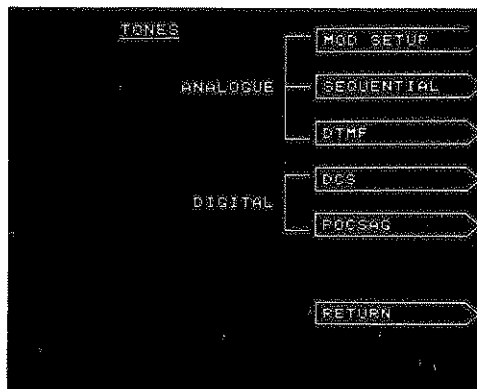 TONES
MOD SETUP
ANALOGUE
SEQUENTIAL
DTMF
DCS
DIGITAL
POCSAG
RETURN